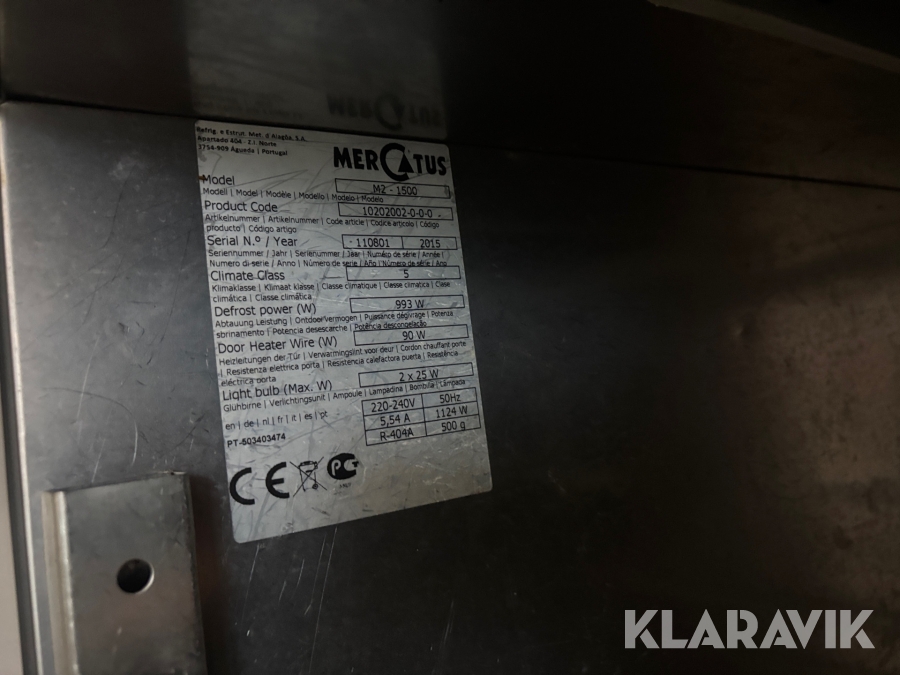 Refrig. e Estrut. Met. d'Aragão, S.A.
Apartado 404 - Z.I. Norte
3754-909 Águeda | Portugal
MERCATUS
Model
M2 - 1500
Modell | Model | Modèle | Modello | Modelo | Modelo
Product Code
10202002-0-0-0
Artikelnummer | Artikelnummer | Code article | Codice articolo | Código
producto | Código artigo
Serial N.º / Year
110801
2015
Seriennummer / Jahr | Serienummer / Jaar | Numéro de série / Année |
Numero di serie / Anno | Número de serie / Año | Número de série / Ano
Climate Class
5
Klimaklasse | Klimaat klasse | Classe climatique | Classe climatica | Clase
climática | Classe climática
Defrost power (W)
993 W
Abtauung Leistung | Ontdooivermogen | Puissance dégivrage | Potenza
sbrinamento | Potencia desescarche | Potência descongelação
Door Heater Wire (W)
90 W
Heizleitungen der Tür | Verwarmingslint voor deur | Cordon chauffant porte
| Resistenza elettrica porta | Resistencia calefactora puerta | Resistência
eléctrica porta
Light bulb (Max. W)
2 x 25 W
Glühbirne | Verlichtingsunit | Ampoule | Lampadina | Bombilla | Lâmpada
en | de | nl | fr | it | es | pt
220-240V
50Hz
5,54 A
1124 W
R-404A
500 g
PT-503403474
CE
KLARAVIK